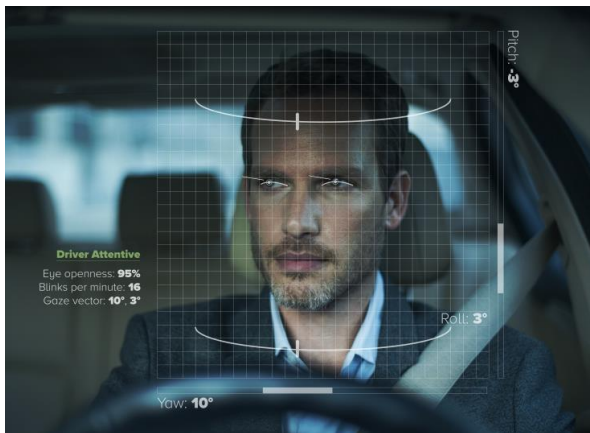 Pitch: -3°
Driver Attentive
Eye openness: 95%
Blinks per minute: 16
Gaze vector: 10°, 3°
Roll: 3°
Yaw: 10°